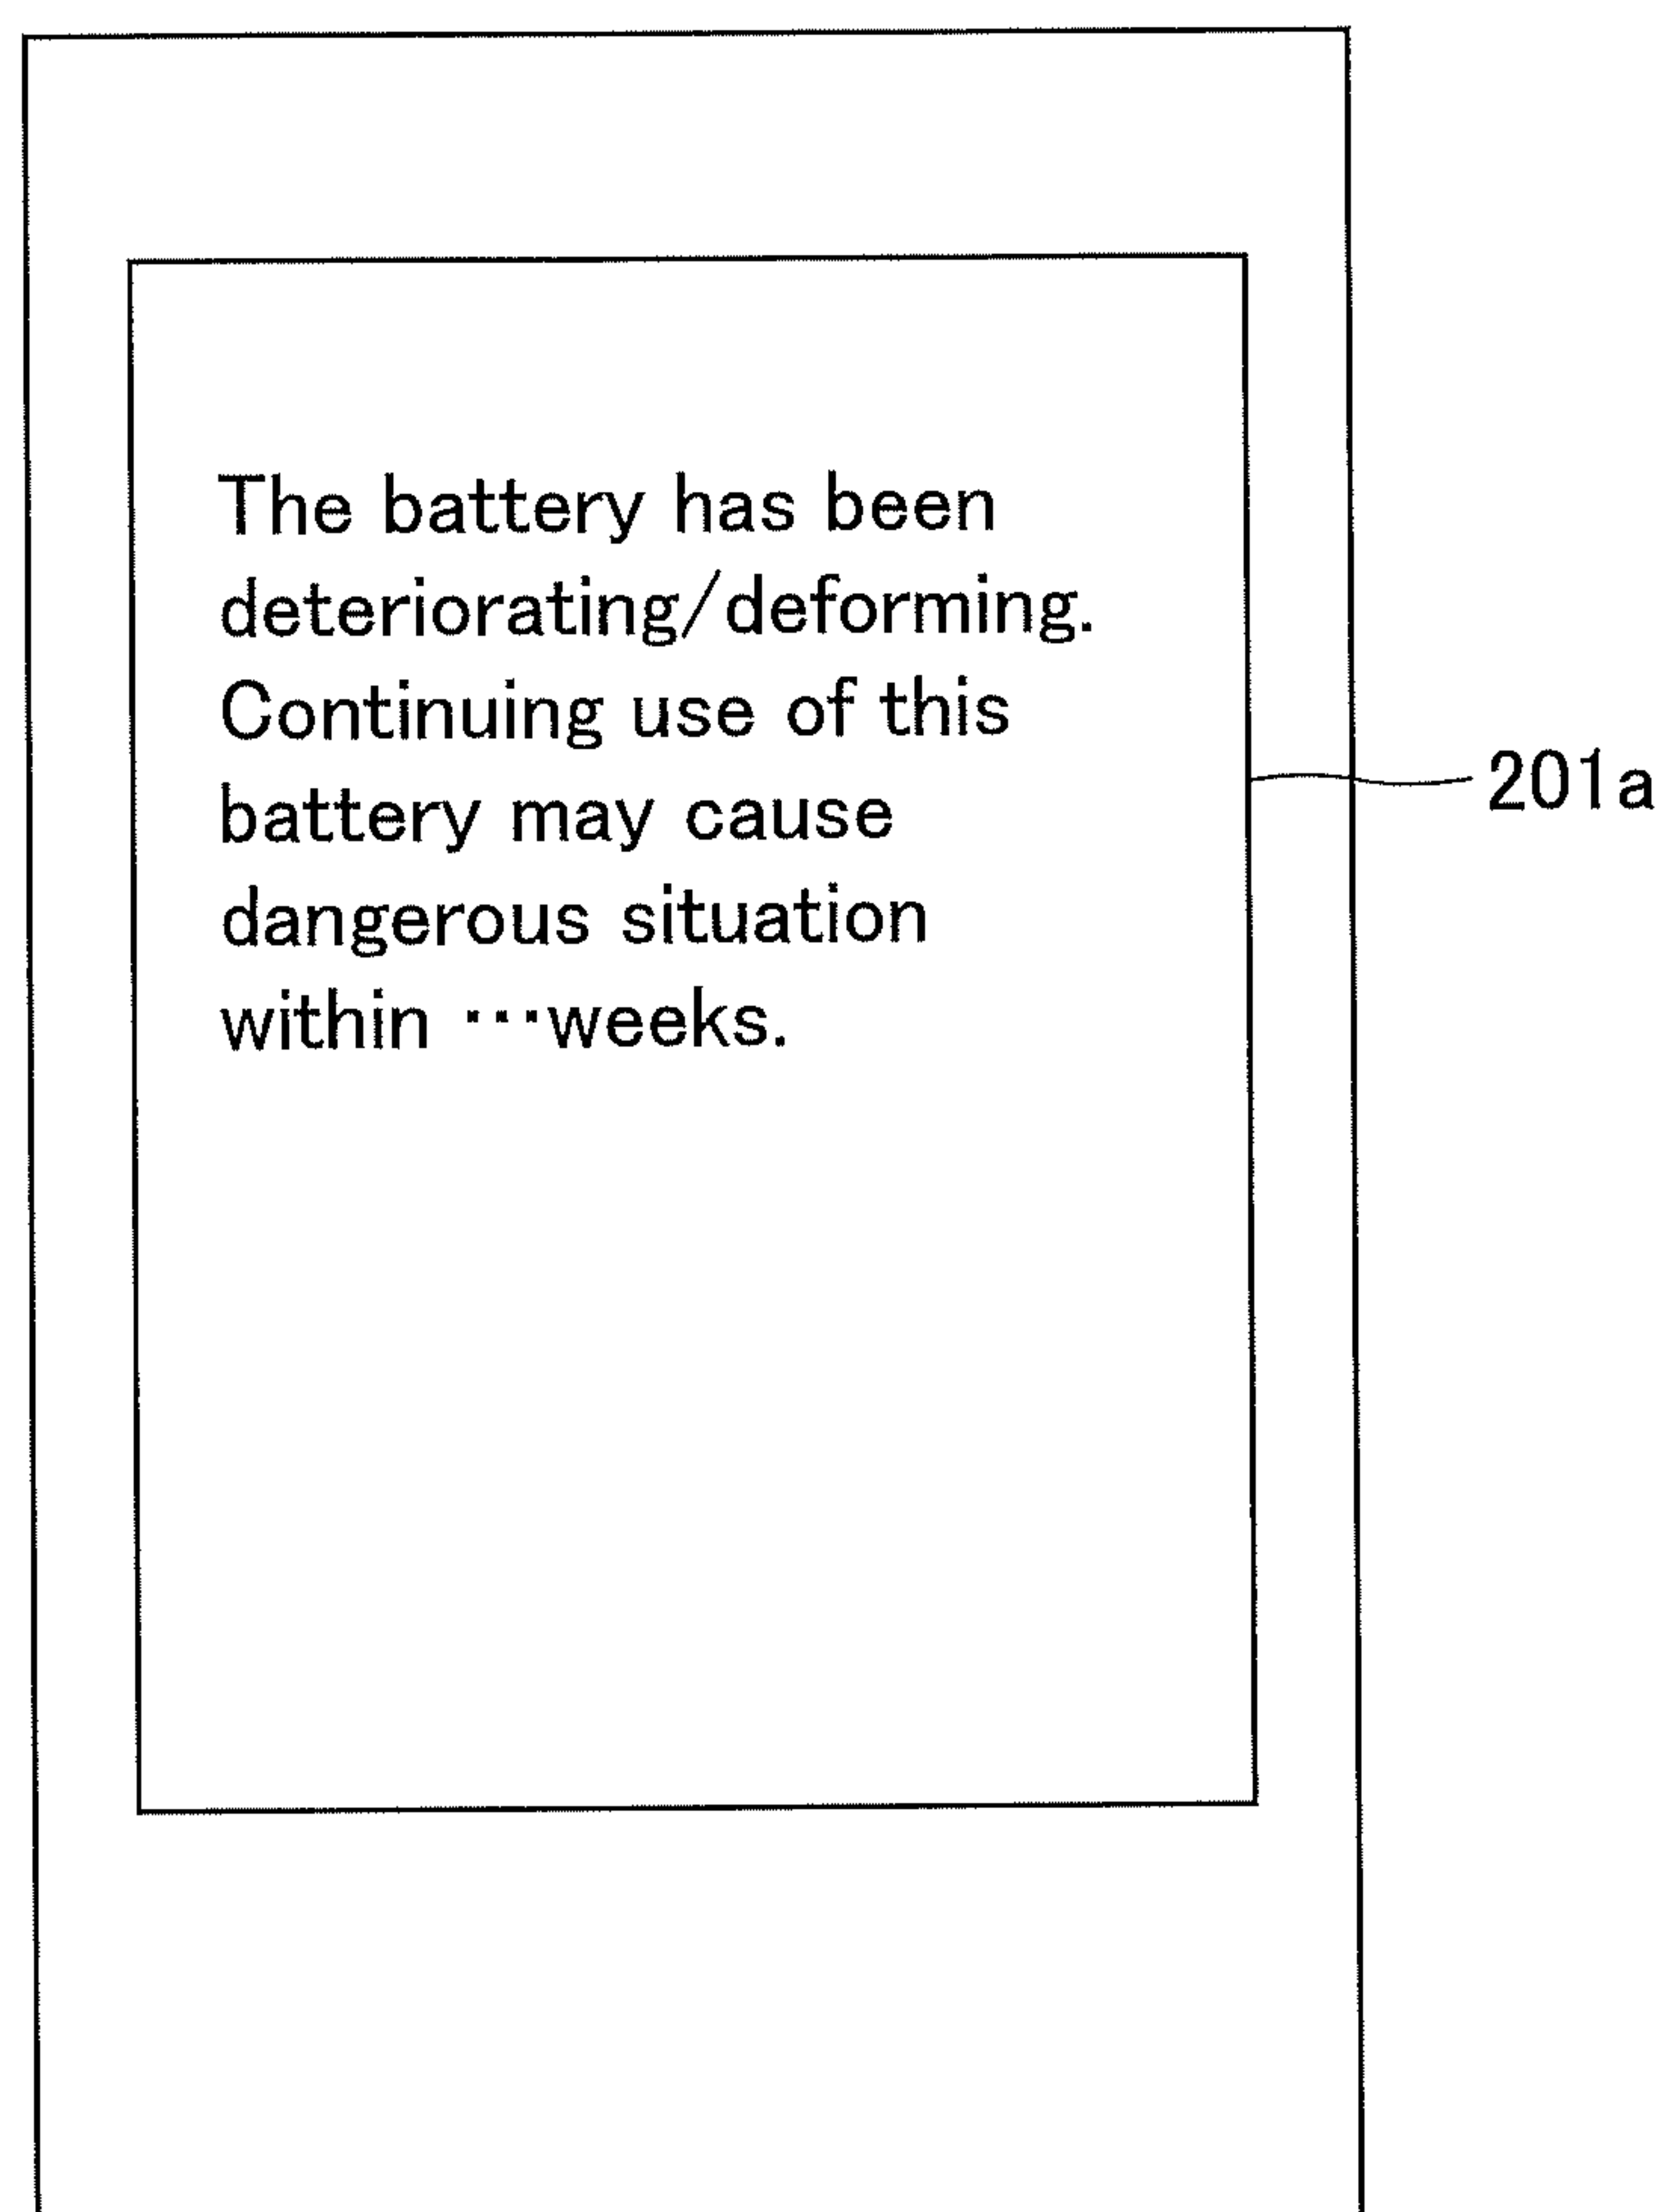 The battery has been
deteriorating/deforming.
Continuing use of this
battery may cause
dangerous situation
within ···weeks.
201a